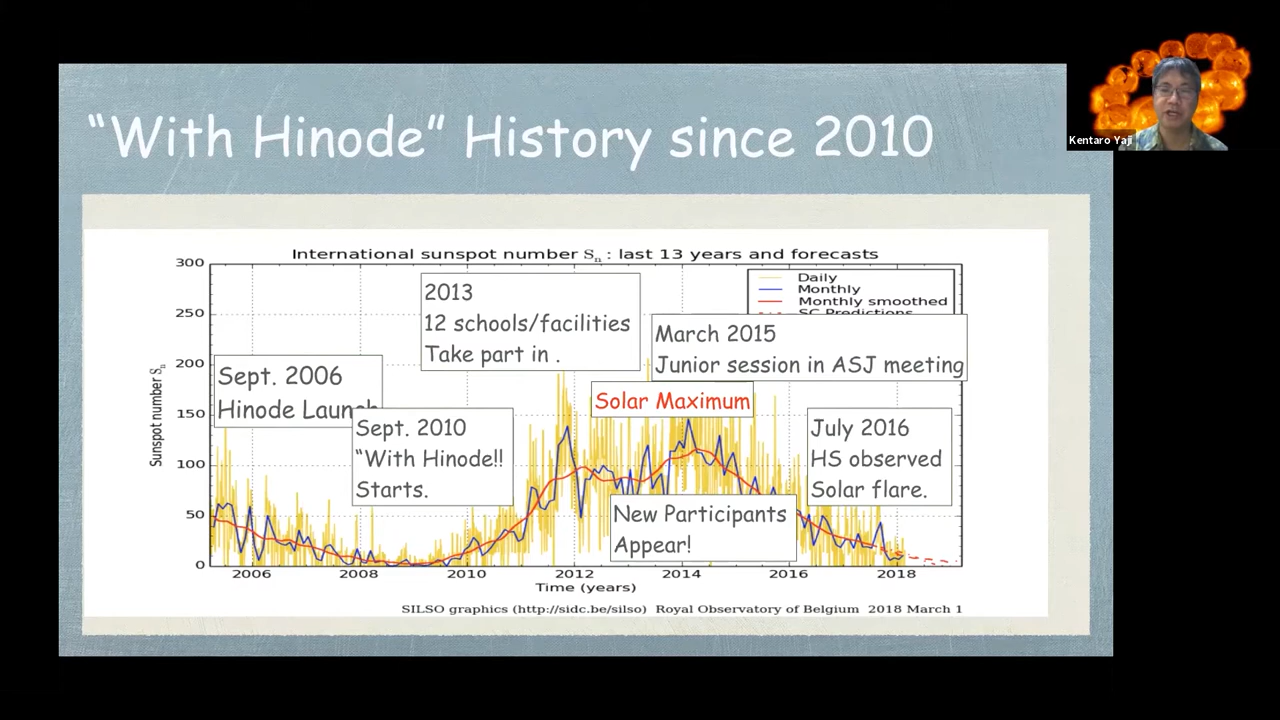 “With Hinode” History since 2010
Kentaro Yaji
International sunspot number Sn : last 13 years and forecasts
Daily
Monthly
Monthly smoothed
SC Predictions
300
250
200
150
100
50
0
Sunspot number Sn
2013
12 schools/facilities
Take part in .
March 2015
Junior session in ASJ meeting
Sept. 2006
Hinode Launch
Solar Maximum
Sept. 2010
“With Hinode!!
Starts.
July 2016
HS observed
Solar flare.
New Participants
Appear!
2006 2008 2010 2012 2014 2016 2018
Time (years)
SILSO graphics (http://sidc.be/silso) Royal Observatory of Belgium 2018 March 1